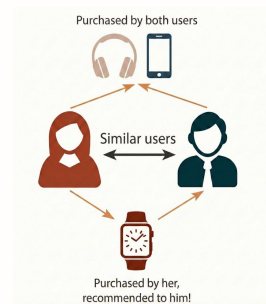 Purchased by both users
Similar users
Purchased by her,
recommended to him!